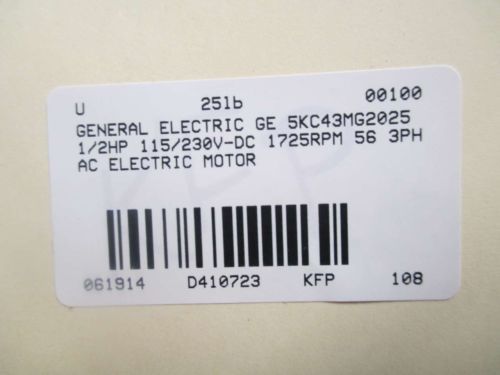 U 25lb 00100
GENERAL ELECTRIC GE 5KC43MG2025
1/2HP 115/230V-DC 1725RPM 56 3PH
AC ELECTRIC MOTOR
061914 D410723 KFP 108